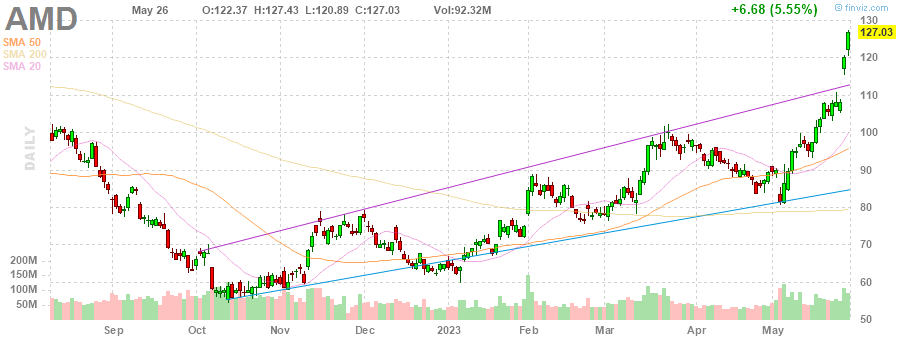 AMD May 26 O:122.37 H:127.43 L:120.89 C:127.03 Vol:92.32M +6.68 (5.55%) © finviz.com
SMA 50
SMA 200
SMA 20
130
127.03
120
110
100
90
80
70
60
50
DAILY
200M
150M
100M
50M
Sep Oct Nov Dec 2023 Feb Mar Apr May